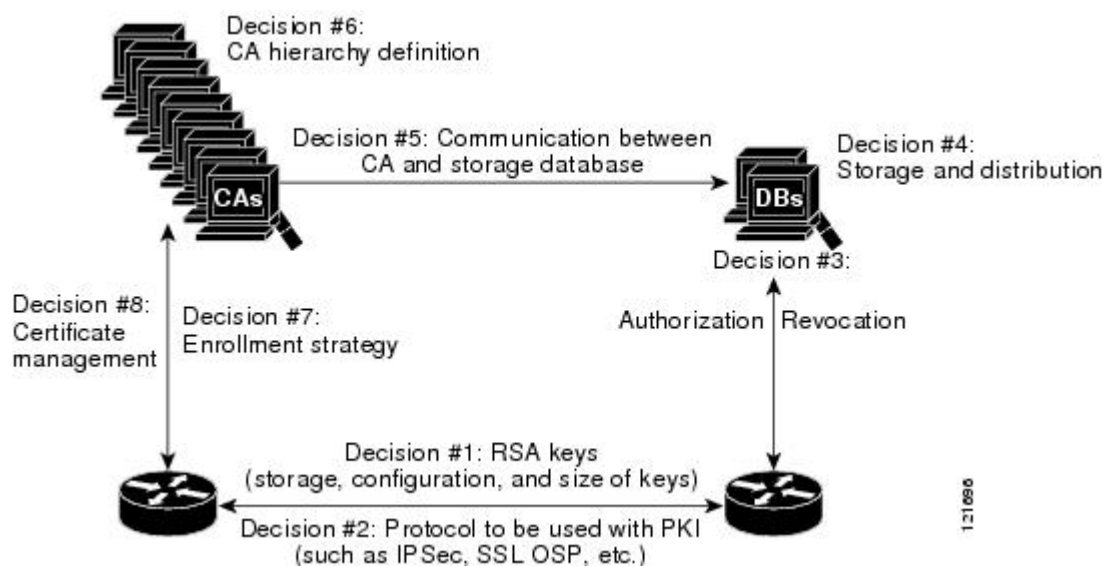 Decision #6:
CA hierarchy definition
Decision #5: Communication between
CA and storage database
Decision #4:
Storage and distribution
CAs
DBs
Decision #3:
Authorization
Revocation
Decision #8:
Certificate
management
Decision #7:
Enrollment strategy
Decision #1: RSA keys
(storage, configuration, and size of keys)
Decision #2: Protocol to be used with PKI
(such as IPSec, SSL OSP, etc.)
121696